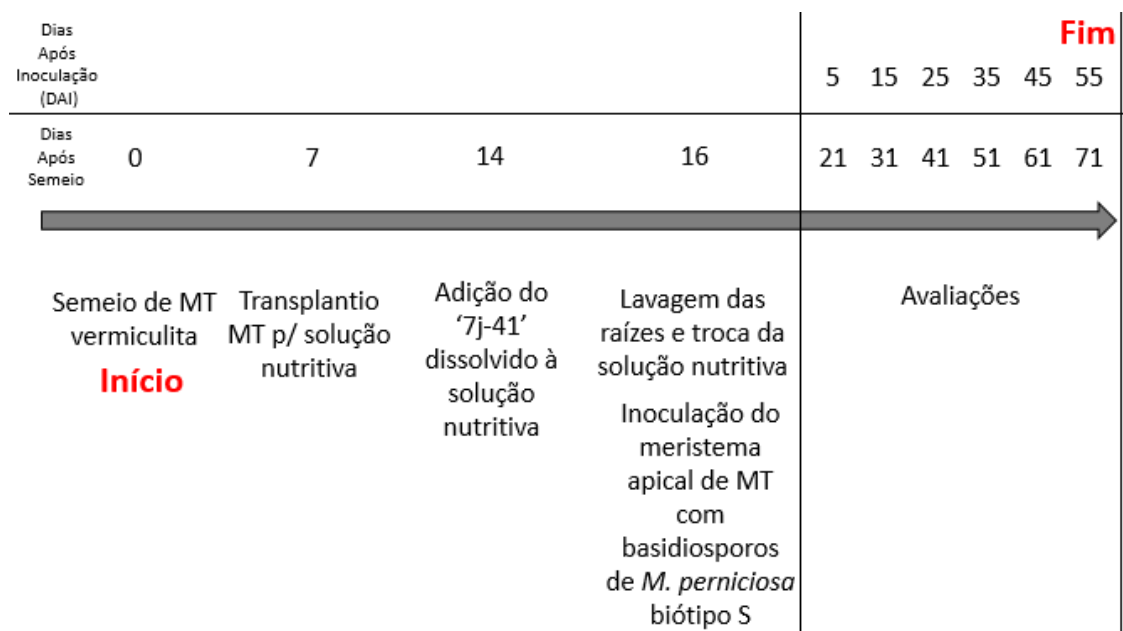 Dias
Após
Inoculação
(DAI)
Fim
5 15 25 35 45 55
Dias
Após
Semeio
0 7 14 16 21 31 41 51 61 71
Semeio de MT
vermiculita
Início
Transplantio
MT p/ solução
nutritiva
Adição do
‘7j-41’
dissolvido à
solução
nutritiva
Lavagem das
raízes e troca da
solução nutritiva
Inoculação do
meristema
apical de MT
com
basidiosporos
de M. perniciosa
biótipo S
Avaliações